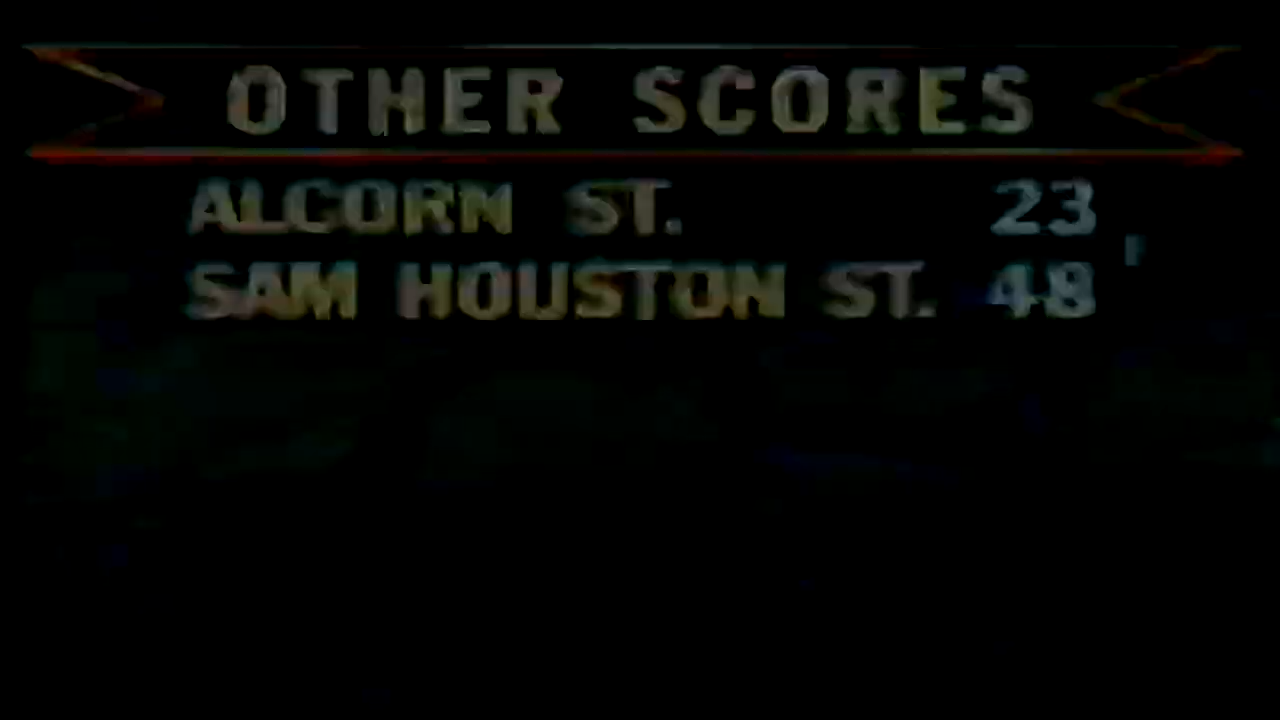 OTHER SCORES
ALCORN ST. 23
SAM HOUSTON ST. 48